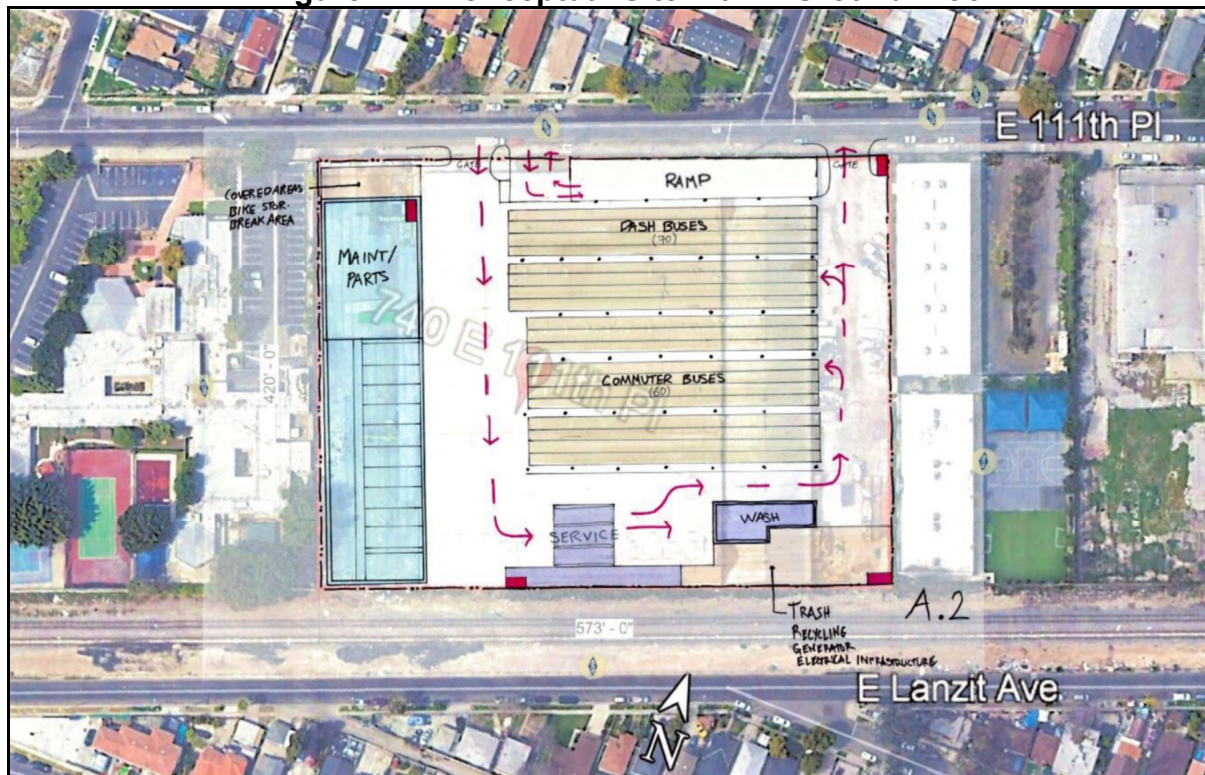 E 111th Pl
GATE
GATE
RAMP
COVERED AREAS
BIKE STOR.
BREAK AREA
DASH BUSES
(70)
MAINT/
PARTS
740 E 111th Pl
420' - 0"
COMMUTER BUSES
(60)
SERVICE
WASH
TRASH
RECYCLING
GENERATOR
ELECTRICAL INFRASTRUCTURE
A.2
573' - 0"
E Lanzit Ave
N